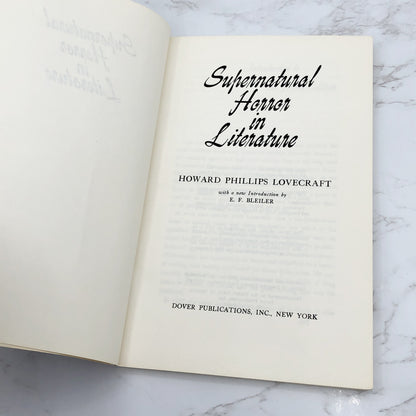 Supernatural
Horror
in
Literature
HOWARD PHILLIPS LOVECRAFT
with a new Introduction by
E. F. BLEILER
DOVER PUBLICATIONS, INC., NEW YORK